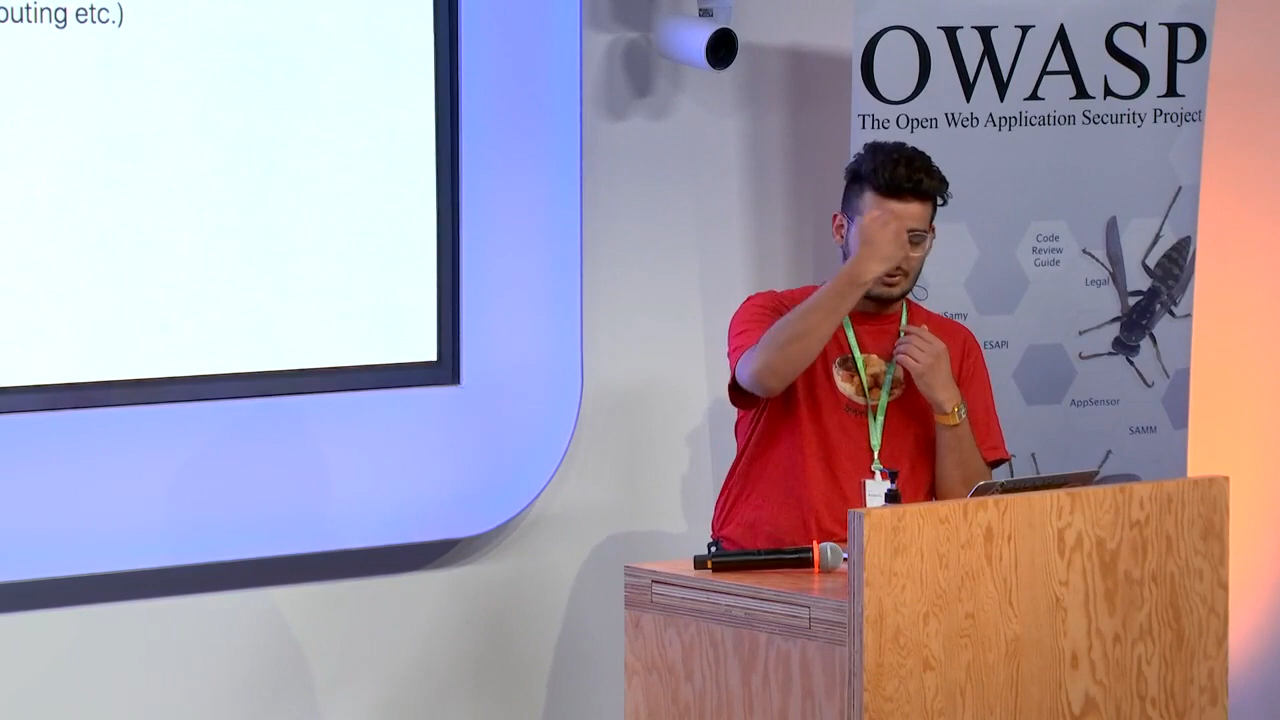 outing etc.)
OWASP
The Open Web Application Security Project
Code
Review
Guide
Legal
Samy
ESAPI
AppSensor
SAMM